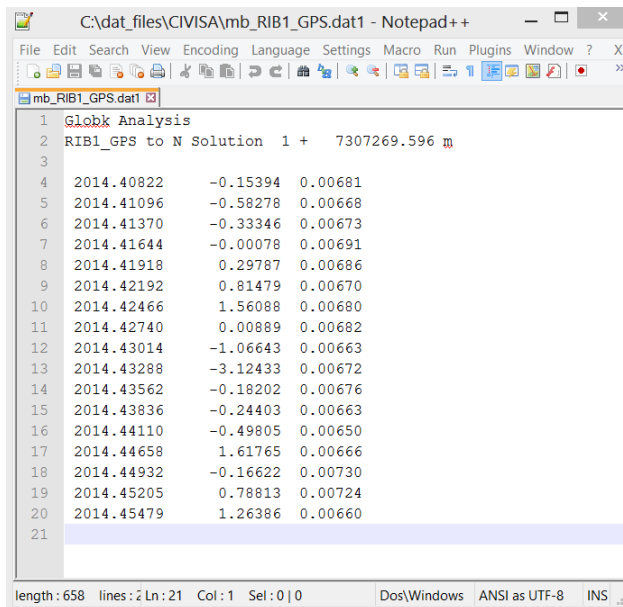 C:\dat_files\CIVISA\mb_RIB1_GPS.dat1 - Notepad++
File Edit Search View Encoding Language Settings Macro Run Plugins Window ? X
mb_RIB1_GPS.dat1
1 Globk Analysis
2 RIB1_GPS to N Solution 1 + 7307269.596 m
3
4 2014.40822 -0.15394 0.00681
5 2014.41096 -0.58278 0.00668
6 2014.41370 -0.33346 0.00673
7 2014.41644 -0.00078 0.00691
8 2014.41918 0.29787 0.00686
9 2014.42192 0.81479 0.00670
10 2014.42466 1.56088 0.00680
11 2014.42740 0.00889 0.00682
12 2014.43014 -1.06643 0.00663
13 2014.43288 -3.12433 0.00672
14 2014.43562 -0.18202 0.00676
15 2014.43836 -0.24403 0.00663
16 2014.44110 -0.49805 0.00650
17 2014.44658 1.61765 0.00666
18 2014.44932 -0.16622 0.00730
19 2014.45205 0.78813 0.00724
20 2014.45479 1.26386 0.00660
21
length : 658 lines : 2 Ln : 21 Col : 1 Sel : 0 | 0 Dos\Windows ANSI as UTF-8 INS